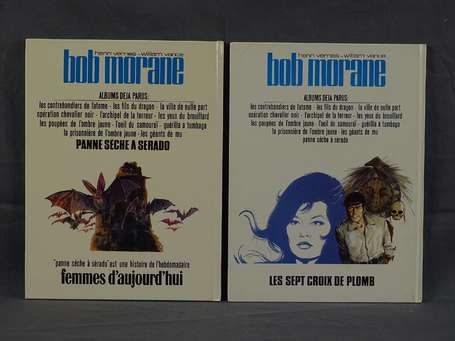 henri vernes - william vance
bob morane
ALBUMS DEJA PARUS:
les contrebandiers de l'atome - les fils du dragon - la ville de nulle part
opération chevalier noir - l'archipel de la terreur - les yeux du brouillard
les poupées de l'ombre jaune - l'oeil du samouraï - guérilla a tumbaga
la prisonnière de l'ombre jaune - les géants de mu
PANNE SÈCHE A SERADO
"panne sèche à sérado" est une histoire de l'hebdomadaire
femmes d'aujourd'hui
henri vernes - william vance
bob morane
ALBUMS DEJA PARUS:
les contrebandiers de l'atome - les fils du dragon - la ville de nulle part
opération chevalier noir - l'archipel de la terreur - les yeux du brouillard
les poupées de l'ombre jaune - l'oeil du samouraï - guérilla a tumbaga
la prisonnière de l'ombre jaune - les géants de mu
panne sèche à serado
LES SEPT CROIX DE PLOMB